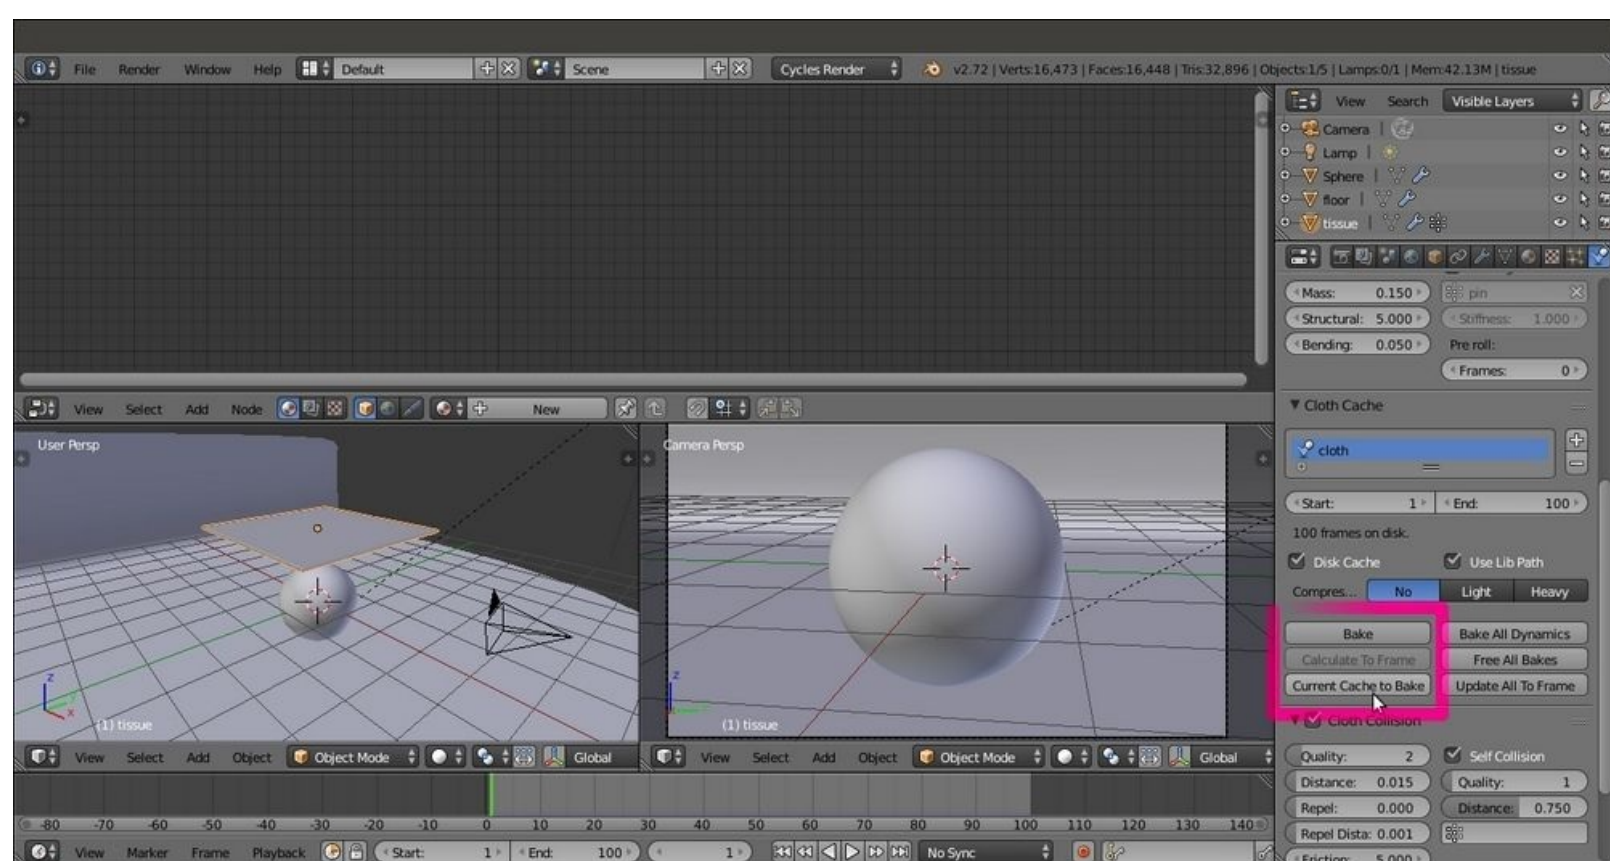 File Render Window Help Default Scene Cycles Render v2.72 | Verts:16,473 | Faces:16,448 | Tris:32,896 | Objects:1/5 | Lamps:0/1 | Mem:42.13M | tissue
View Search Visible Layers
Camera
Lamp
Sphere
floor
tissue
Mass: 0.150 pin
Structural: 5.000 Stiffness: 1.000
Bending: 0.050 Pre roll:
Frames: 0
View Select Add Node New
Cloth Cache
cloth
Start: 1 End: 100
100 frames on disk.
Disk Cache Use Lib Path
Compres... No Light Heavy
Bake Bake All Dynamics
Calculate To Frame Free All Bakes
Current Cache to Bake Update All To Frame
Cloth Collision
Quality: 2 Self Collision
Distance: 0.015 Quality: 1
Repel: 0.000 Distance: 0.750
Repel Dista: 0.001
Friction: 5.000
User Persp
z
x
(1) tissue
Camera Persp
z
(1) tissue
View Select Add Object Object Mode Global
View Select Add Object Object Mode Global
-80 -70 -60 -50 -40 -30 -20 -10 0 10 20 30 40 50 60 70 80 90 100 110 120 130 140
View Marker Frame Playback Start: 1 End: 100 1 No Sync